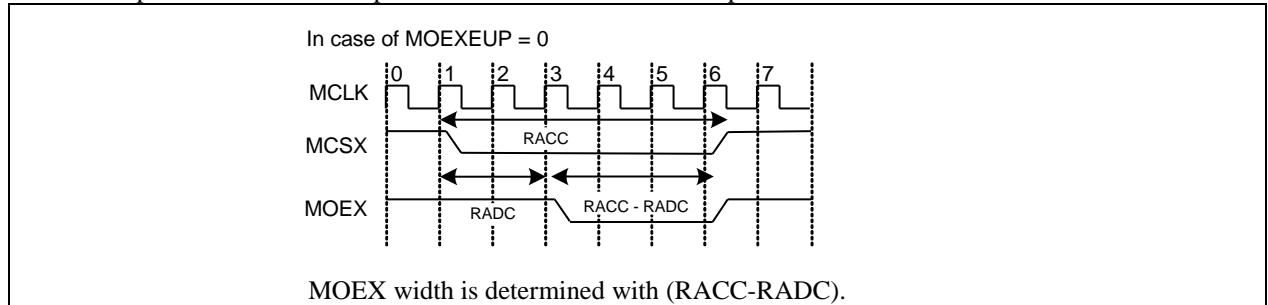 In case of MOEXEUP = 0
0 1 2 3 4 5 6 7
MCLK
RACC
MCSX
MOEX
RADC
RACC - RADC
MOEX width is determined with (RACC-RADC).